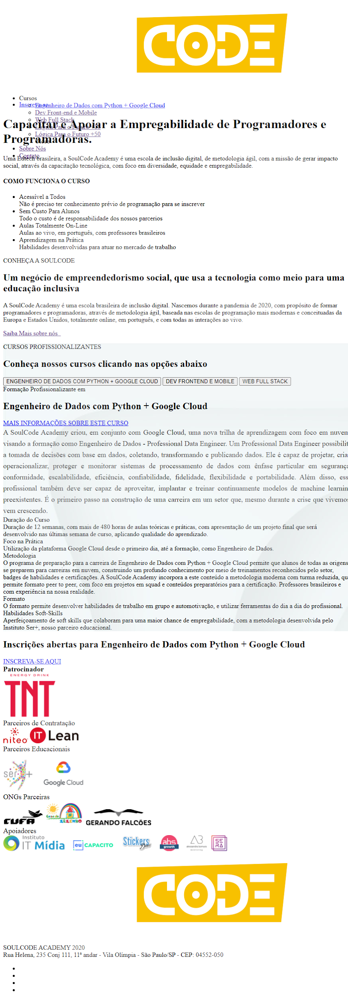 CODE
Cursos
Inscreva-se
Engenheiro de Dados com Python + Google Cloud
Dev Front-end e Mobile
Web Full Stack
Capacitar e Apoiar a Empregabilidade de Programadores e
Lógica Para o Futuro
Lógica Para o Futuro +50
Programadoras.
Close
Sobre Nós
Contato
Uma Edtech brasileira, a SoulCode Academy é uma escola de inclusão digital, de metodologia ágil, com a missão de gerar impacto
social, através da capacitação tecnológica, com foco em diversidade, equidade e empregabilidade.
COMO FUNCIONA O CURSO
Acessível a Todos
Não é preciso ter conhecimento prévio de programação para se inscrever
Sem Custo Para Alunos
Todo o custo é de responsabilidade dos nossos parcerios
Aulas Totalmente On-Line
Aulas ao vivo, em português, com professores brasileiros
Aprendizagem na Prática
Habilidades desenvolvidas para atuar no mercado de trabalho
CONHEÇA A SOULCODE
Um negócio de empreendedorismo social, que usa a tecnologia como meio para uma
educação inclusiva
A SoulCode Academy é uma escola brasileira de inclusão digital. Nascemos durante a pandemia de 2020, com propósito de formar
programadores e programadoras, através de metodologia ágil, baseada nas escolas de programação mais modernas e conceituadas da
Europa e Estados Unidos, totalmente online, em português, e com todas as interações ao vivo.
Saiba Mais sobre nós
CURSOS PROFISSIONALIZANTES
Conheça nossos cursos clicando nas opções abaixo
ENGENHEIRO DE DADOS COM PYTHON + GOOGLE CLOUD DEV FRONTEND E MOBILE WEB FULL STACK
Formação Profissionalizante em
Engenheiro de Dados com Python + Google Cloud
MAIS INFORMAÇÕES SOBRE ESTE CURSO
A SoulCode Academy criou, em conjunto com Google Cloud, uma nova trilha de aprendizagem com foco em nuvem
visando a formação como Engenheiro de Dados - Professional Data Engineer. Um Professional Data Engineer possibilit
a tomada de decisões com base em dados, coletando, transformando e publicando dados. Ele é capaz de projetar, cria
operacionalizar, proteger e monitorar sistemas de processamento de dados com ênfase particular em segurança
conformidade, escalabilidade, eficiência, confiabilidade, fidelidade, flexibilidade e portabilidade. Além disso, ess
profissional também deve ser capaz de aproveitar, implantar e treinar continuamente modelos de machine learnin
preexistentes. É o primeiro passo na construção de uma carreira em um setor que, mesmo durante a crise que vivemos
vem crescendo.
Duração do Curso
Duração de 12 semanas, com mais de 480 horas de aulas teóricas e práticas, com apresentação de um projeto final que será
desenvolvido nas últimas semana de curso, aplicando qualidade do aprendizado.
Foco na Prática
Utilização da plataforma Google Cloud desde o primeiro dia, até a formação, como Engenheiro de Dados.
Metodologia
O programa de preparação para a carreira de Engenheiro de Dados com Python + Google Cloud permite que alunos de todas as origens
se preparem para carreiras em nuvem, construindo um profundo conhecimento por meio de treinamentos reconhecidos pelo setor,
badges de habilidades e certificações. A SoulCode Academy incorpora a este conteúdo a metodologia moderna com turma reduzida, qu
permite formato peer to peer, com foco em projetos em squad e conteúdos preparatórios para a certificação. Professores brasileiros e
com experiência na nossa realidade.
Formato
O formato permite desenvolver habilidades de trabalho em grupo e automotivação, e utilizar ferramentas do dia a dia do profissional.
Habilidades Soft-Skills
Aperfeiçoamento de soft skills que colaboram para uma maior chance de empregabilidade, com a metodologia desenvolvida pelo
Instituto Ser+, nosso parceiro educacional.
Inscrições abertas para Engenheiro de Dados com Python + Google Cloud
INSCREVA-SE AQUI
Patrocinador
ENERGY DRINK
TNT
Parceiros de Contratação
niteo IT Lean
Parceiros Educacionais
ser+ Google Cloud
ONGs Parceiras
CUFA Casa do ZEZINHO GERANDO FALCÕES
Apoiadores
Instituto IT Mídia eu CAPACITO Stickers Devs abs growth AB alessandra bomura mentoring SERÁ
CODE
SOULCODE ACADEMY 2020
Rua Helena, 235 Conj 111, 11ª andar - Vila Olímpia - São Paulo/SP - CEP: 04552-050